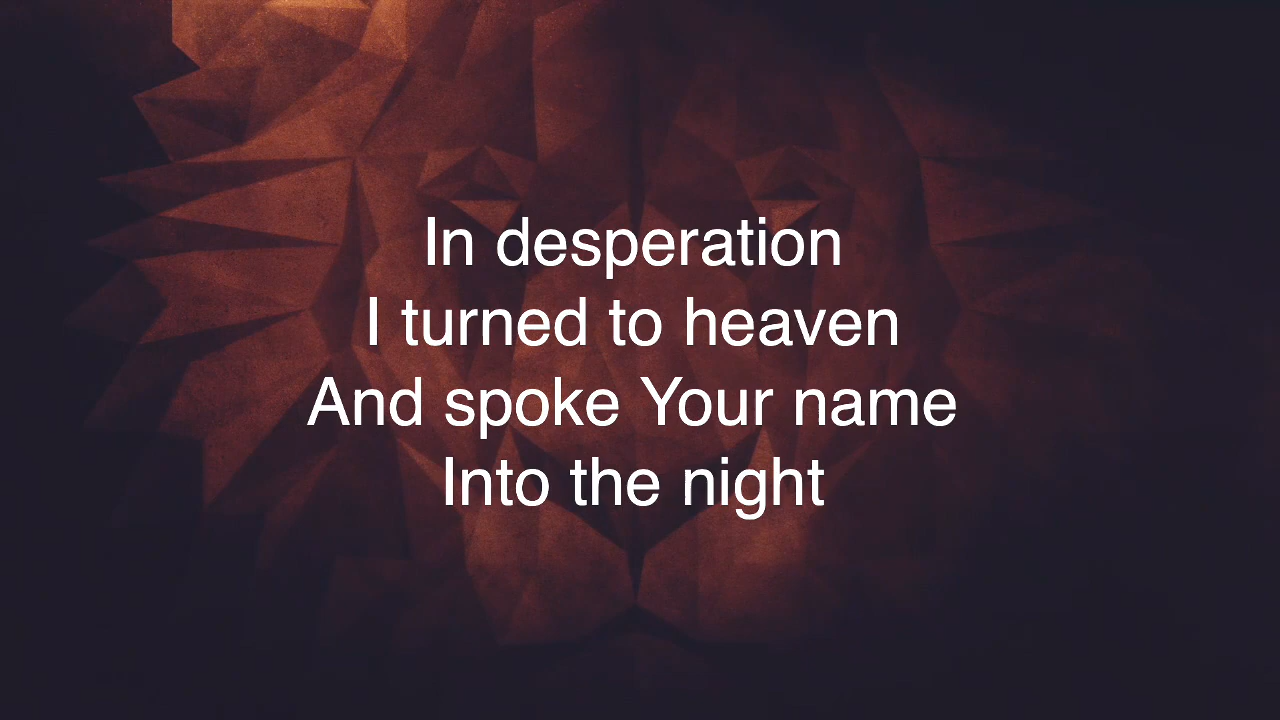 In desperation
I turned to heaven
And spoke Your name
Into the night